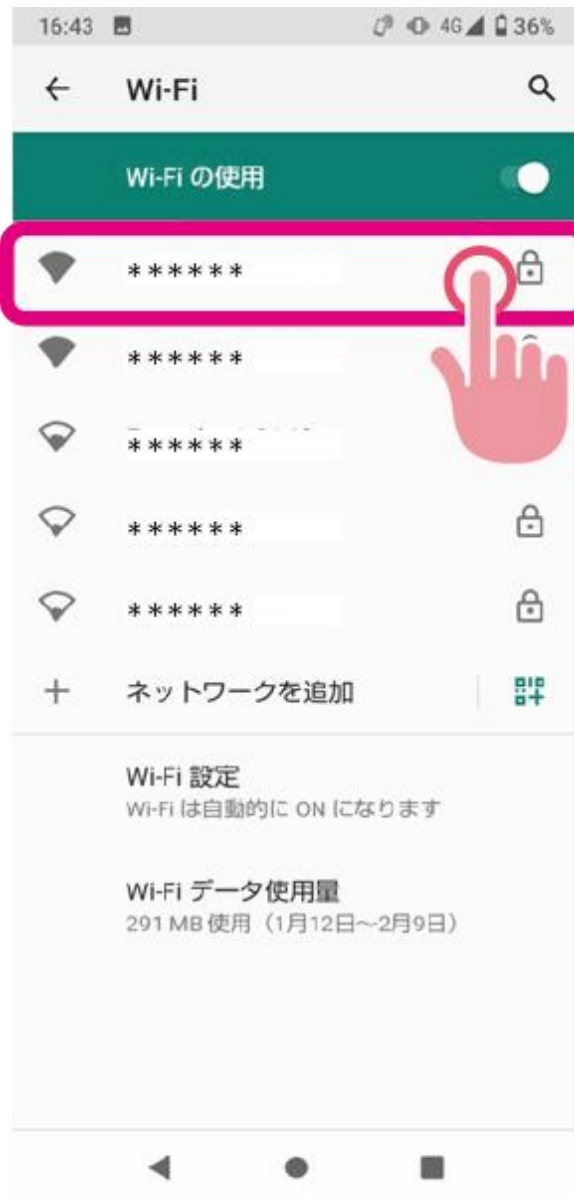 16:43 4G 36%
Wi-Fi
Wi-Fi の使用
******
******
******
******
******
ネットワークを追加
Wi-Fi 設定
Wi-Fi は自動的に ON になります
Wi-Fi データ使用量
291 MB 使用（1月12日～2月9日）